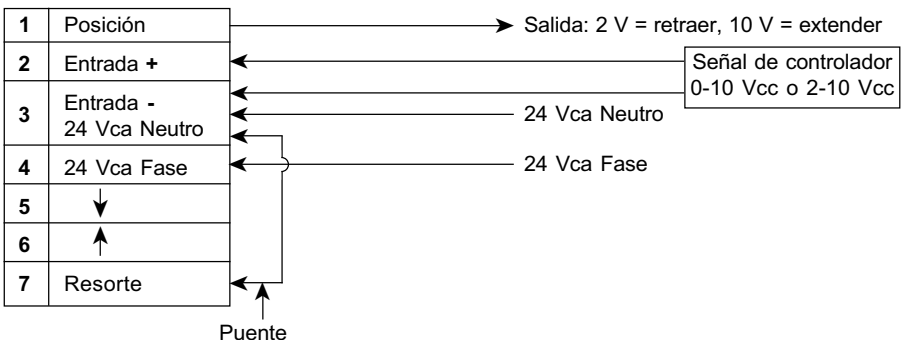 1 Posición
Salida: 2 V = retraer, 10 V = extender
2 Entrada +
Señal de controlador
0-10 Vcc o 2-10 Vcc
3 Entrada -
24 Vca Neutro
24 Vca Neutro
4 24 Vca Fase
24 Vca Fase
5
6
7 Resorte
Puente